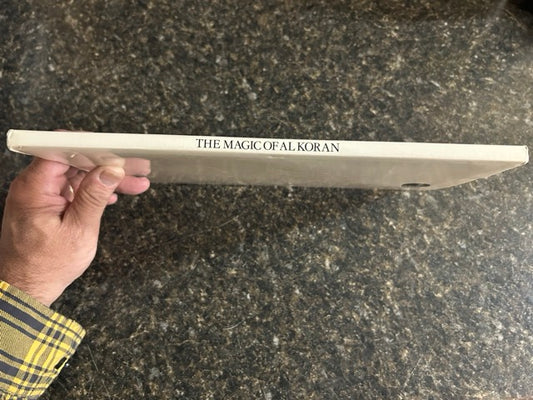 THE MAGIC OF AL KORAN